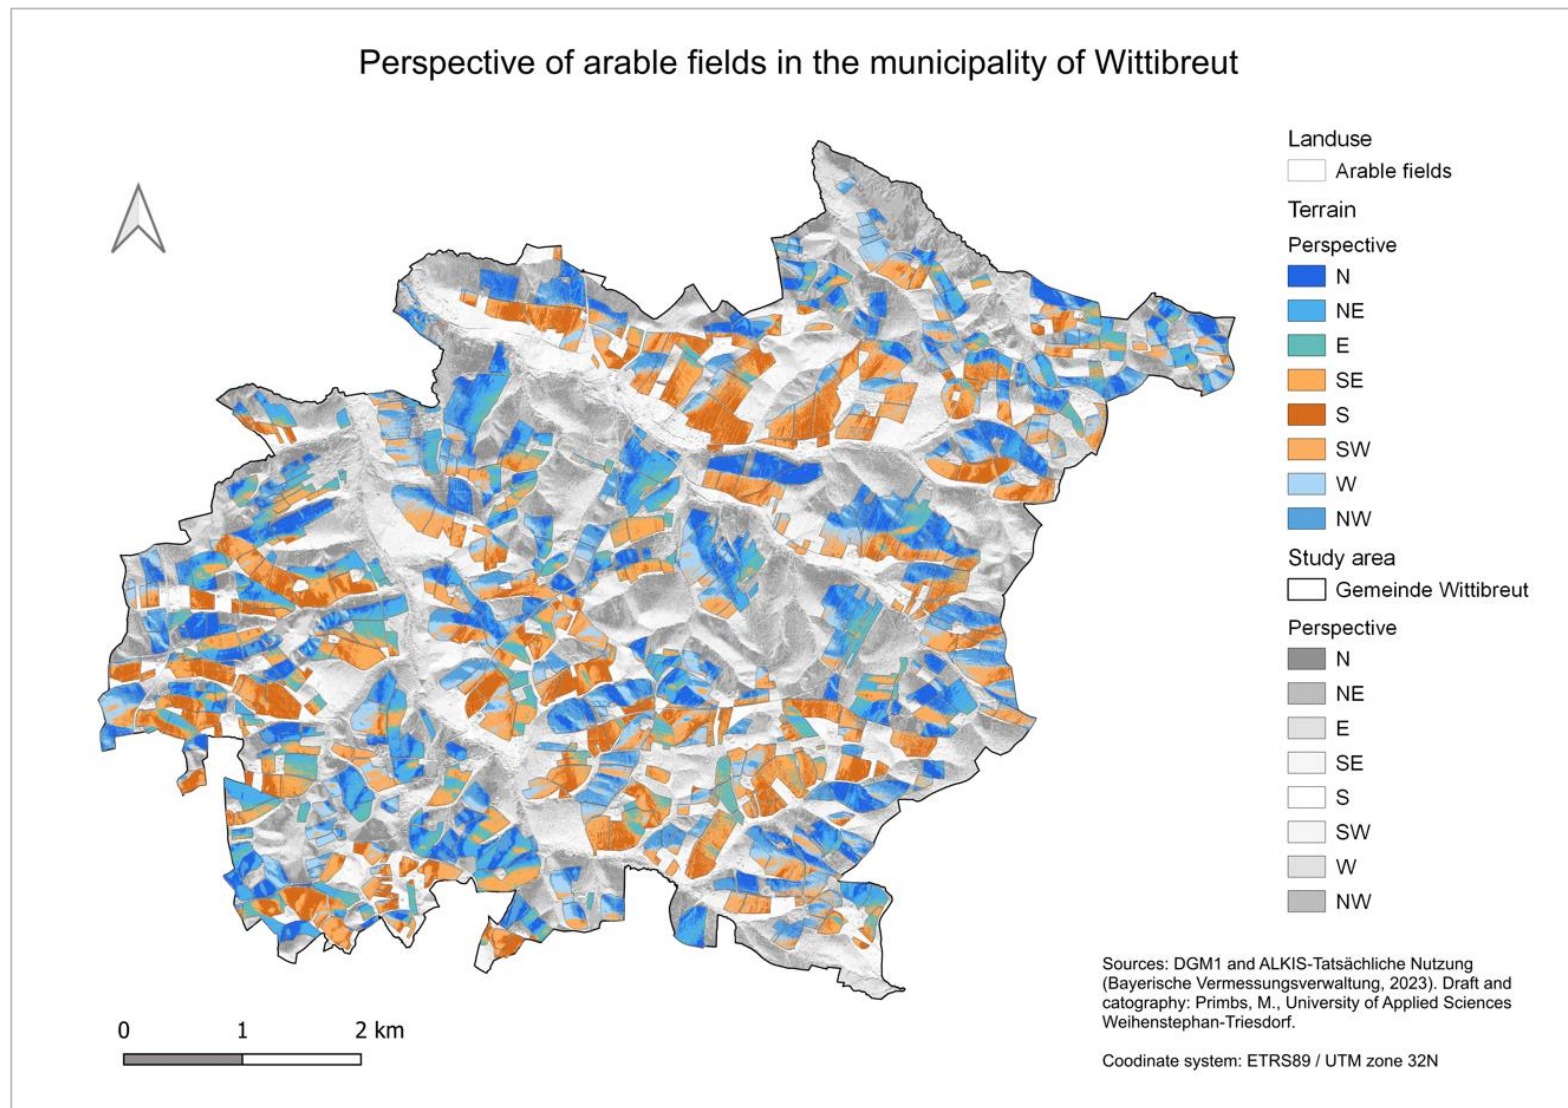 Perspective of arable fields in the municipality of Wittibreut
Landuse
Arable fields
Terrain
Perspective
N
NE
E
SE
S
SW
W
NW
Study area
Gemeinde Wittibreut
Perspective
N
NE
E
SE
S
SW
W
NW
0 1 2 km
Sources: DGM1 and ALKIS-Tatsächliche Nutzung
(Bayerische Vermessungsverwaltung, 2023). Draft and
catography: Primbs, M., University of Applied Sciences
Weihenstephan-Triesdorf.
Coodinate system: ETRS89 / UTM zone 32N